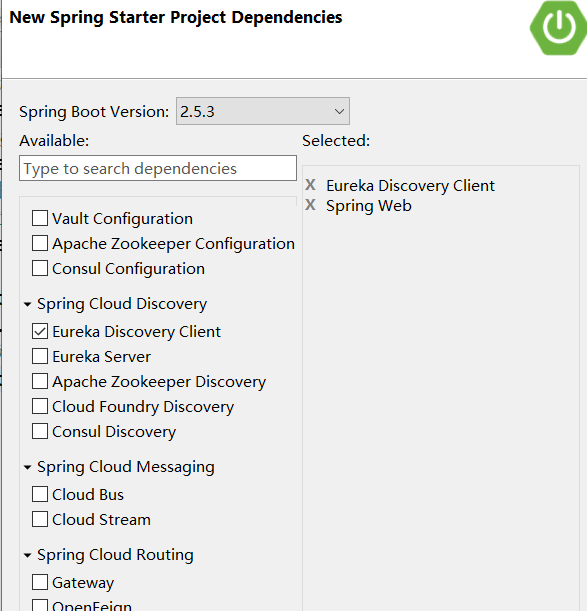 New Spring Starter Project Dependencies
Spring Boot Version: 2.5.3
Available:
Selected:
Type to search dependencies
Vault Configuration
Apache Zookeeper Configuration
Consul Configuration
Spring Cloud Discovery
Eureka Discovery Client
Eureka Server
Apache Zookeeper Discovery
Cloud Foundry Discovery
Consul Discovery
Spring Cloud Messaging
Cloud Bus
Cloud Stream
Spring Cloud Routing
Gateway
OpenFeign
X Eureka Discovery Client
X Spring Web